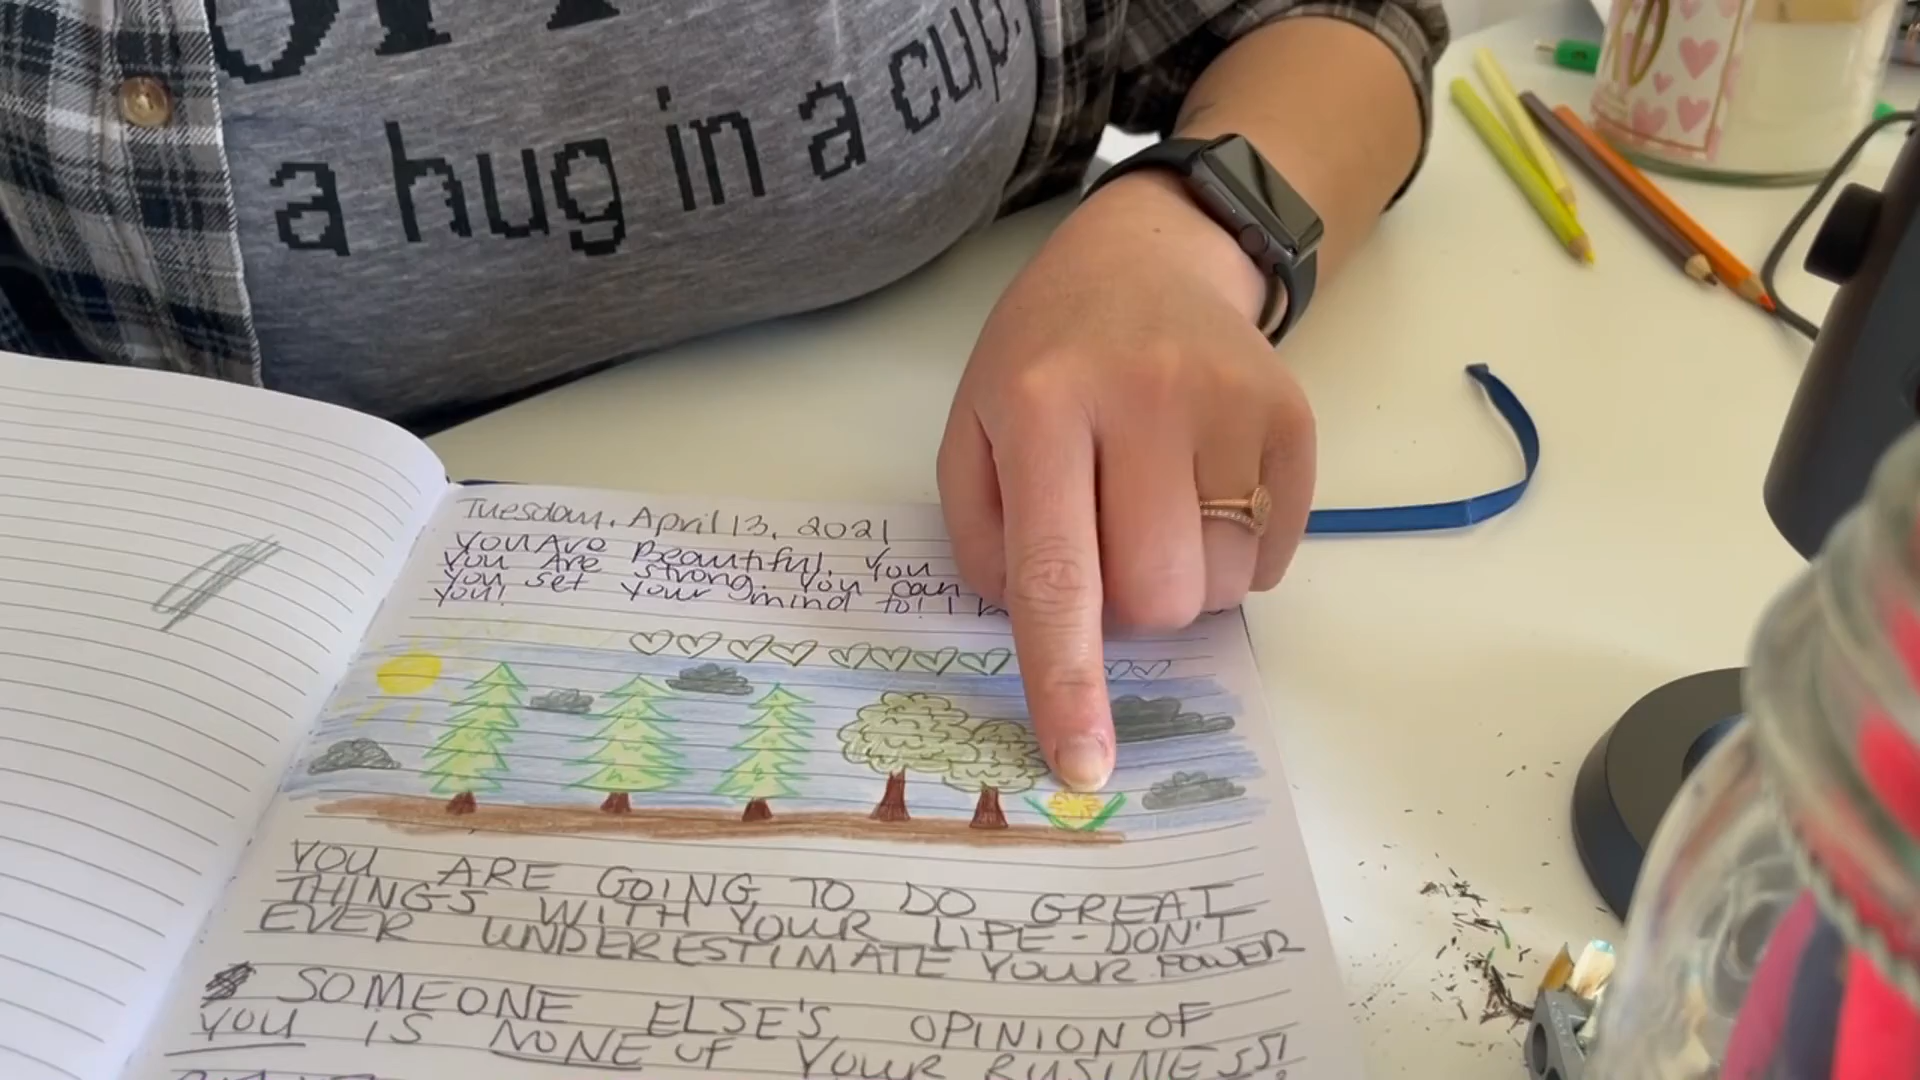 a hug in a cup.
Tuesday, April 13, 2021
You Are Beautiful. You
You Are strong. You can
you set your mind to! I
you!
YOU ARE GOING TO DO GREAT
THINGS WITH YOUR LIFE - DON'T
EVER UNDERESTIMATE YOUR POWER
SOMEONE ELSE'S OPINION OF
YOU IS NONE OF YOUR BUSINESS!